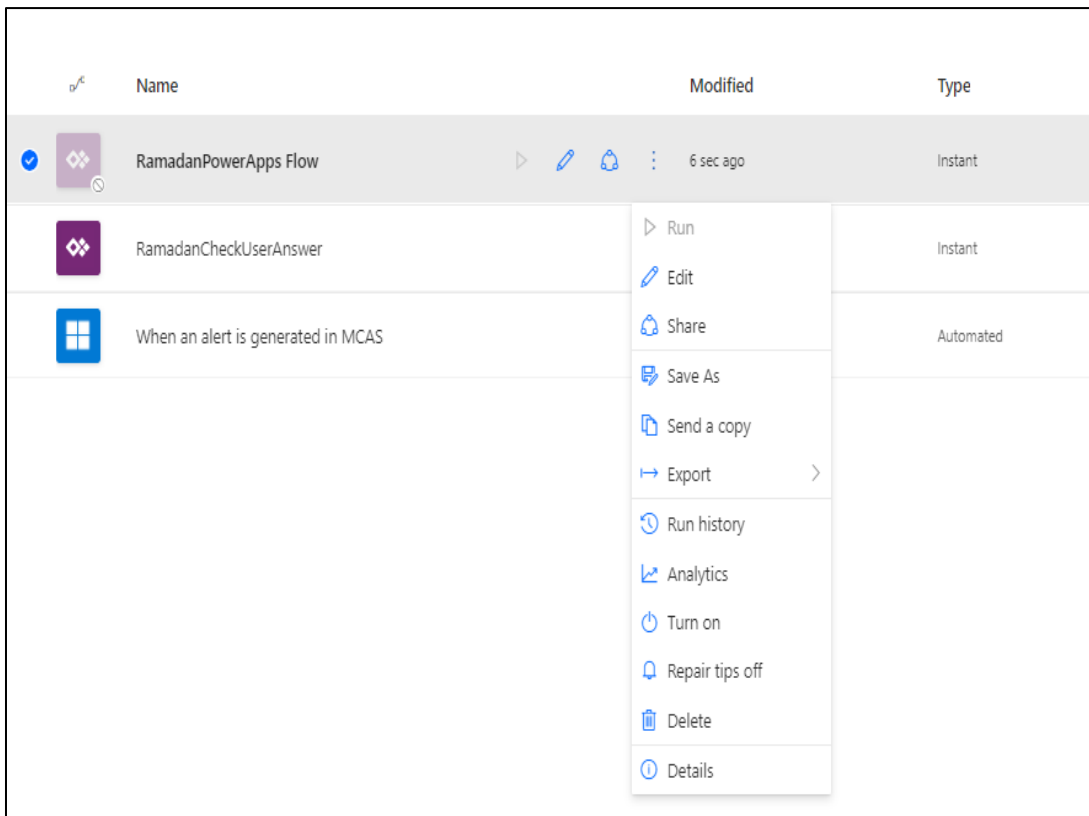 Name Modified Type
RamadanPowerApps Flow 6 sec ago Instant
Run
RamadanCheckUserAnswer Instant
Edit
Share
When an alert is generated in MCAS Automated
Save As
Send a copy
Export
Run history
Analytics
Turn on
Repair tips off
Delete
Details